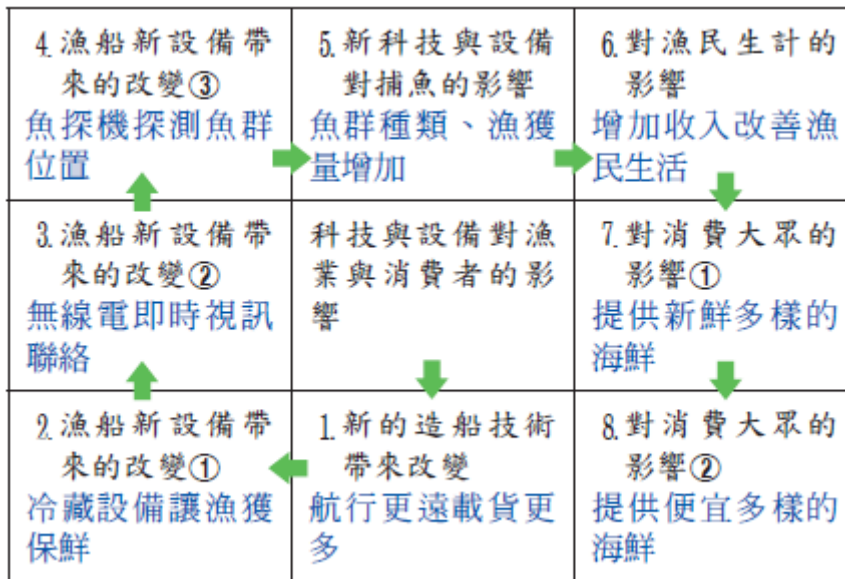 4.漁船新設備帶
來的改變③
魚探機探測魚群
位置
5.新科技與設備
對捕魚的影響
魚群種類、漁獲
量增加
6.對漁民生計的
影響
增加收入改善漁
民生活
3.漁船新設備帶
來的改變②
無線電即時視訊
聯絡
科技與設備對漁
業與消費者的影
響
7.對消費大眾的
影響①
提供新鮮多樣的
海鮮
2.漁船新設備帶
來的改變①
冷藏設備讓漁獲
保鮮
1.新的造船技術
帶來改變
航行更遠載貨更
多
8.對消費大眾的
影響②
提供便宜多樣的
海鮮